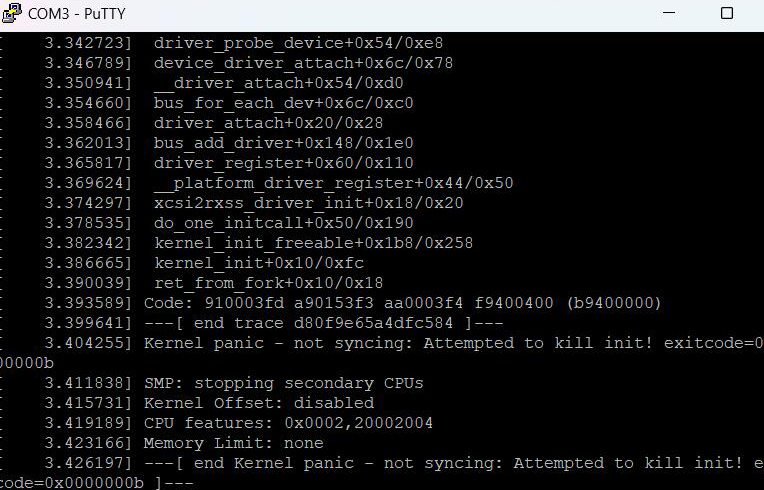 COM3 - PuTTY
[    3.342723]  driver_probe_device+0x54/0xe8
[    3.346789]  device_driver_attach+0x6c/0x78
[    3.350941]  __driver_attach+0x54/0xd0
[    3.354660]  bus_for_each_dev+0x6c/0xc0
[    3.358466]  driver_attach+0x20/0x28
[    3.362013]  bus_add_driver+0x148/0x1e0
[    3.365817]  driver_register+0x60/0x110
[    3.369624]  __platform_driver_register+0x44/0x50
[    3.374297]  xcsi2rxss_driver_init+0x18/0x20
[    3.378535]  do_one_initcall+0x50/0x190
[    3.382342]  kernel_init_freeable+0x1b8/0x258
[    3.386665]  kernel_init+0x10/0xfc
[    3.390039]  ret_from_fork+0x10/0x18
[    3.393589] Code: 910003fd a90153f3 aa0003f4 f9400400 (b9400000)
[    3.399641] ---[ end trace d80f9e65a4dfc584 ]---
[    3.404255] Kernel panic - not syncing: Attempted to kill init! exitcode=0
00000b
[    3.411838] SMP: stopping secondary CPUs
[    3.415731] Kernel Offset: disabled
[    3.419189] CPU features: 0x0002,20002004
[    3.423166] Memory Limit: none
[    3.426197] ---[ end Kernel panic - not syncing: Attempted to kill init! e
code=0x0000000b ]---